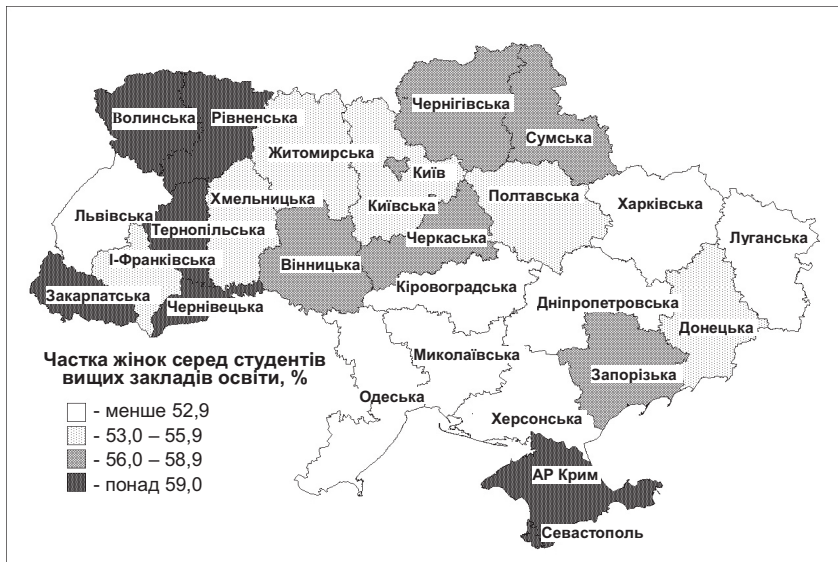 Волинська
Рівненська
Чернігівська
Сумська
Житомирська
Київ
Хмельницька
Полтавська
Харківська
Львівська
Київська
Тернопільська
Черкаська
Луганська
І-Франківська
Вінницька
Закарпатська
Кіровоградська
Чернівецька
Дніпропетровська
Донецька
Миколаївська
Запорізька
Одеська
Херсонська
АР Крим
Севастополь
Частка жінок серед студентів
вищих закладів освіти, %
- менше 52,9
- 53,0 – 55,9
- 56,0 – 58,9
- понад 59,0